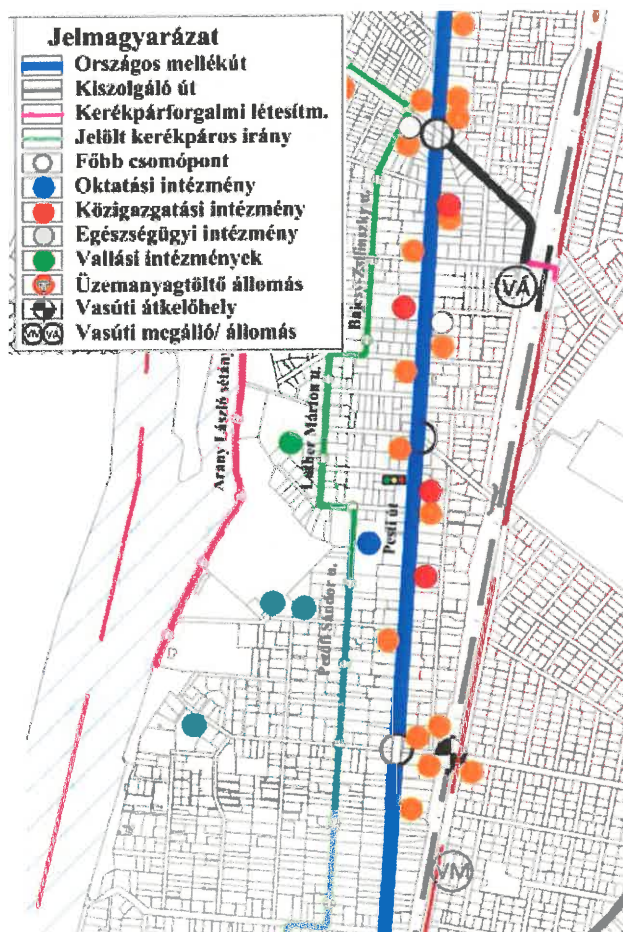 Jelmagyarázat
Országos mellékút
Kiszolgáló út
Kerékpárforgalmi létesítm.
Jelölt kerékpáros irány
Főbb csomópont
Oktatási intézmény
Közigazgatási intézmény
Egészségügyi intézmény
Vallási intézmények
Üzemanyagtöltő állomás
Vasúti átkelőhely
VM VÁ Vasúti megálló/ állomás
Bajcsy-Zsilinszky u.
VÁ
Arany László sétány
Luther Márton u.
Pesti út
Petőfi Sándor u.
VM